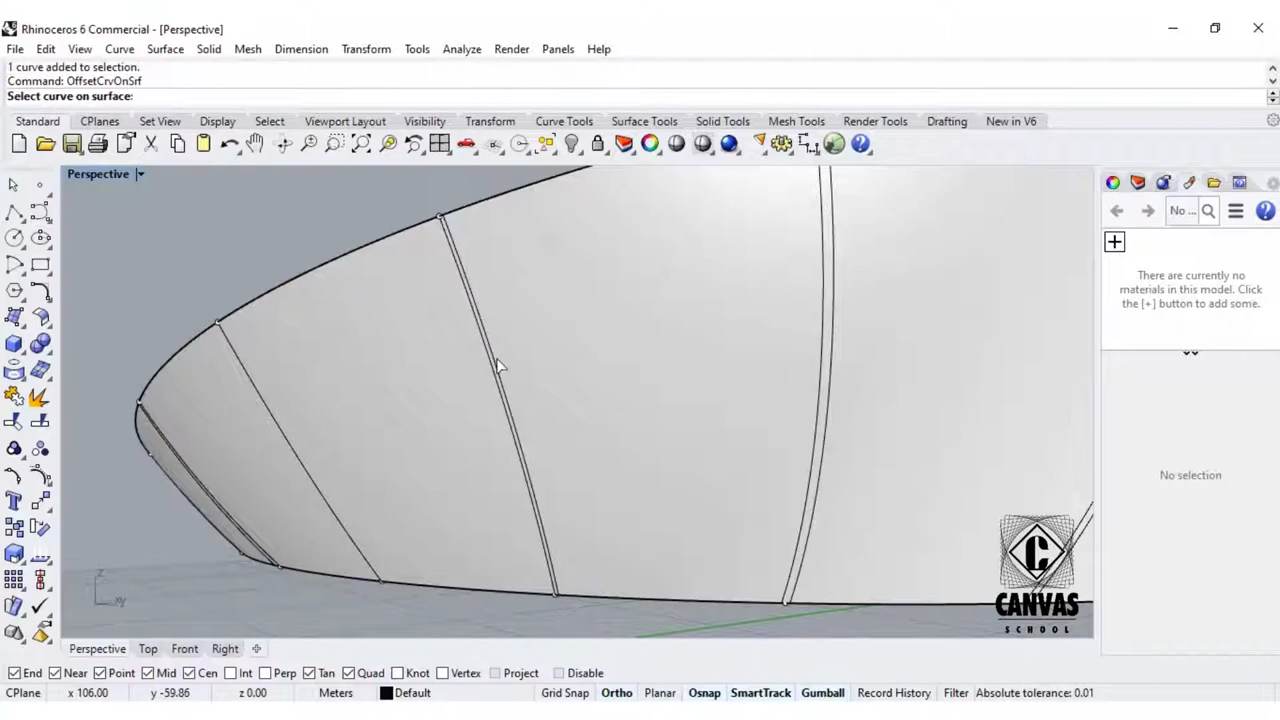 Rhinoceros 6 Commercial - [Perspective]
File Edit View Curve Surface Solid Mesh Dimension Transform Tools Analyze Render Panels Help
1 curve added to selection.
Command: OffsetCrvOnSrf
Select curve on surface:
Standard CPlanes Set View Display Select Viewport Layout Visibility Transform Curve Tools Surface Tools Solid Tools Mesh Tools Render Tools Drafting New in V6
Perspective
No ...
There are currently no
materials in this model. Click
the [+] button to add some.
No selection
z
xy
C
CANVAS
SCHOOL
Perspective Top Front Right
End Near Point Mid Cen Int Perp Tan Quad Knot Vertex Project Disable
CPlane x 106.00 y -59.86 z 0.00 Meters Default Grid Snap Ortho Planar Osnap SmartTrack Gumball Record History Filter Absolute tolerance: 0.01